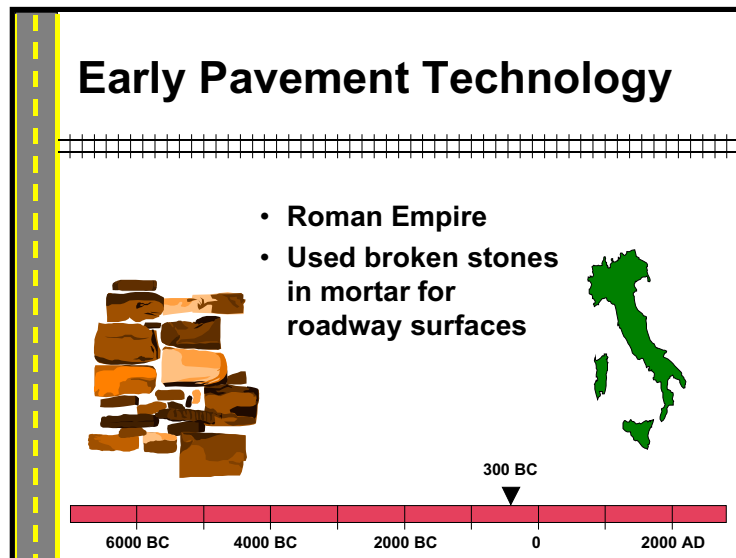 Early Pavement Technology
• Roman Empire
• Used broken stones
in mortar for
roadway surfaces
300 BC
6000 BC 4000 BC 2000 BC 0 2000 AD